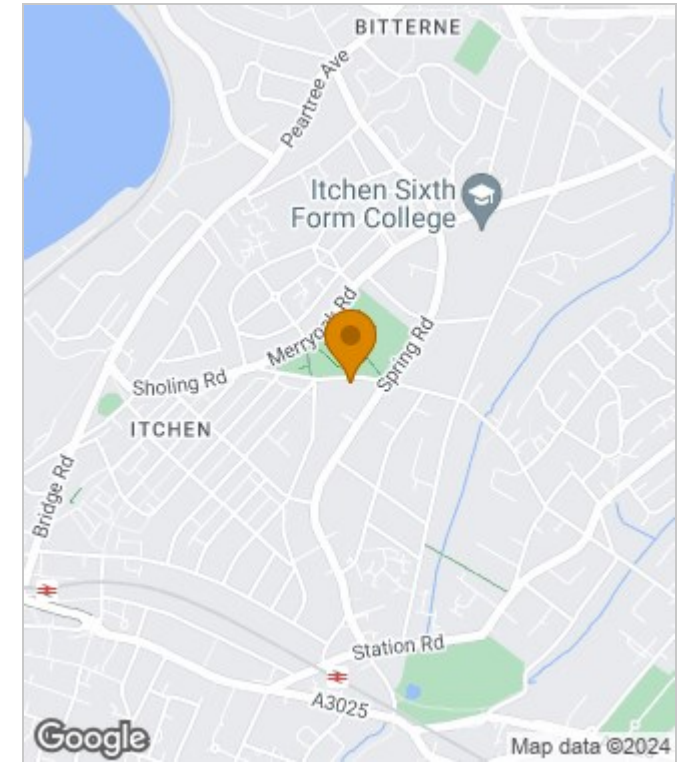 BITTERNE
Peartree Ave
Itchen Sixth
Form College
Merryoak Rd
Spring Rd
Sholing Rd
ITCHEN
Bridge Rd
Station Rd
A3025
Google
Map data ©2024